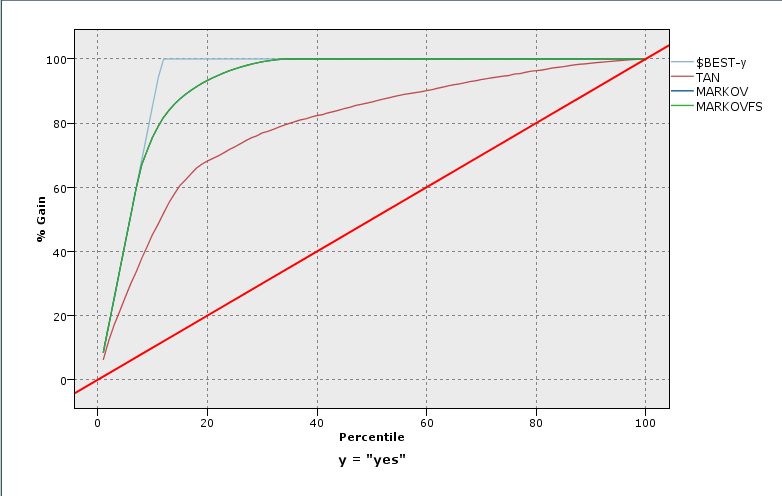 100
80
60
40
20
0
% Gain
0 20 40 60 80 100
Percentile
y = "yes"
$BEST-y
TAN
MARKOV
MARKOVFS